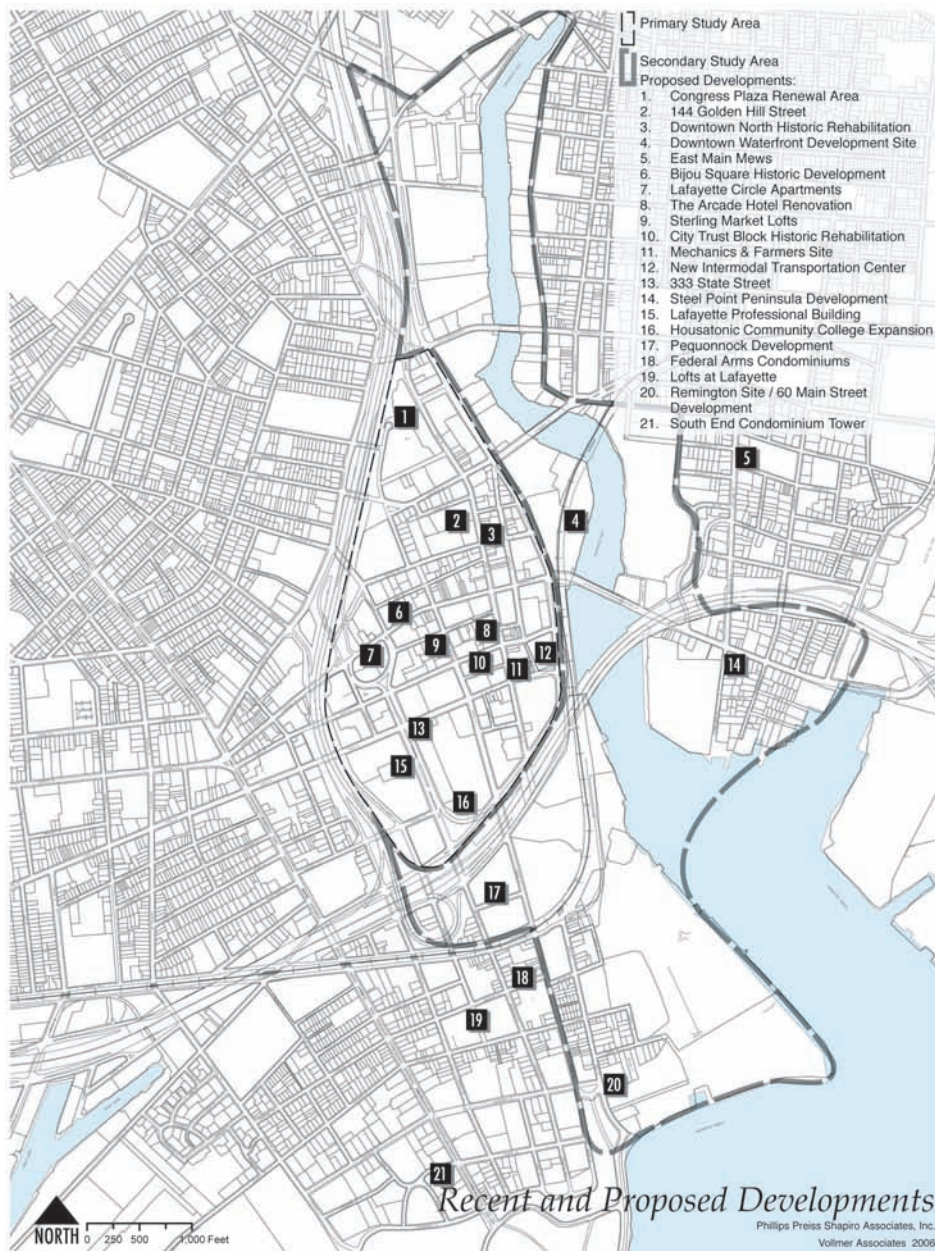 Primary Study Area
Secondary Study Area
Proposed Developments:
1. Congress Plaza Renewal Area
2. 144 Golden Hill Street
3. Downtown North Historic Rehabilitation
4. Downtown Waterfront Development Site
5. East Main Mews
6. Bijou Square Historic Development
7. Lafayette Circle Apartments
8. The Arcade Hotel Renovation
9. Sterling Market Lofts
10. City Trust Block Historic Rehabilitation
11. Mechanics & Farmers Site
12. New Intermodal Transportation Center
13. 333 State Street
14. Steel Point Peninsula Development
15. Lafayette Professional Building
16. Housatonic Community College Expansion
17. Pequonnock Development
18. Federal Arms Condominiums
19. Lofts at Lafayette
20. Remington Site / 60 Main Street
Development
21. South End Condominium Tower
1
5
2
4
3
6
8
9
12
7
10
11
14
13
15
16
17
18
19
20
21
Recent and Proposed Developments
Phillips Preiss Shapiro Associates, Inc.
Vollmer Associates 2006
NORTH
0 250 500 1,000 Feet